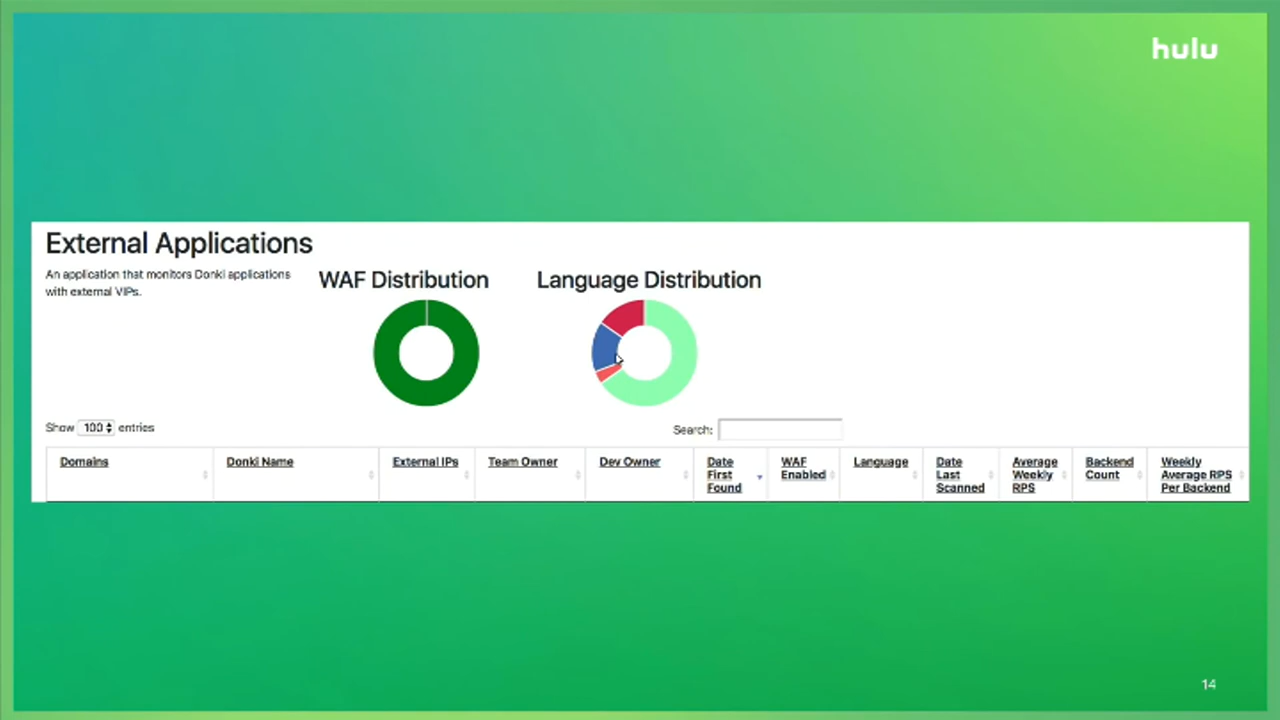 hulu
External Applications
An application that monitors Donki applications
with external VIPs.
WAF Distribution
Language Distribution
Show 100 entries
Search:
Domains
Donki Name
External IPs
Team Owner
Dev Owner
Date
First
Found
WAF
Enabled
Language
Date
Last
Scanned
Average
Weekly
RPS
Backend
Count
Weekly
Average RPS
Per Backend
14